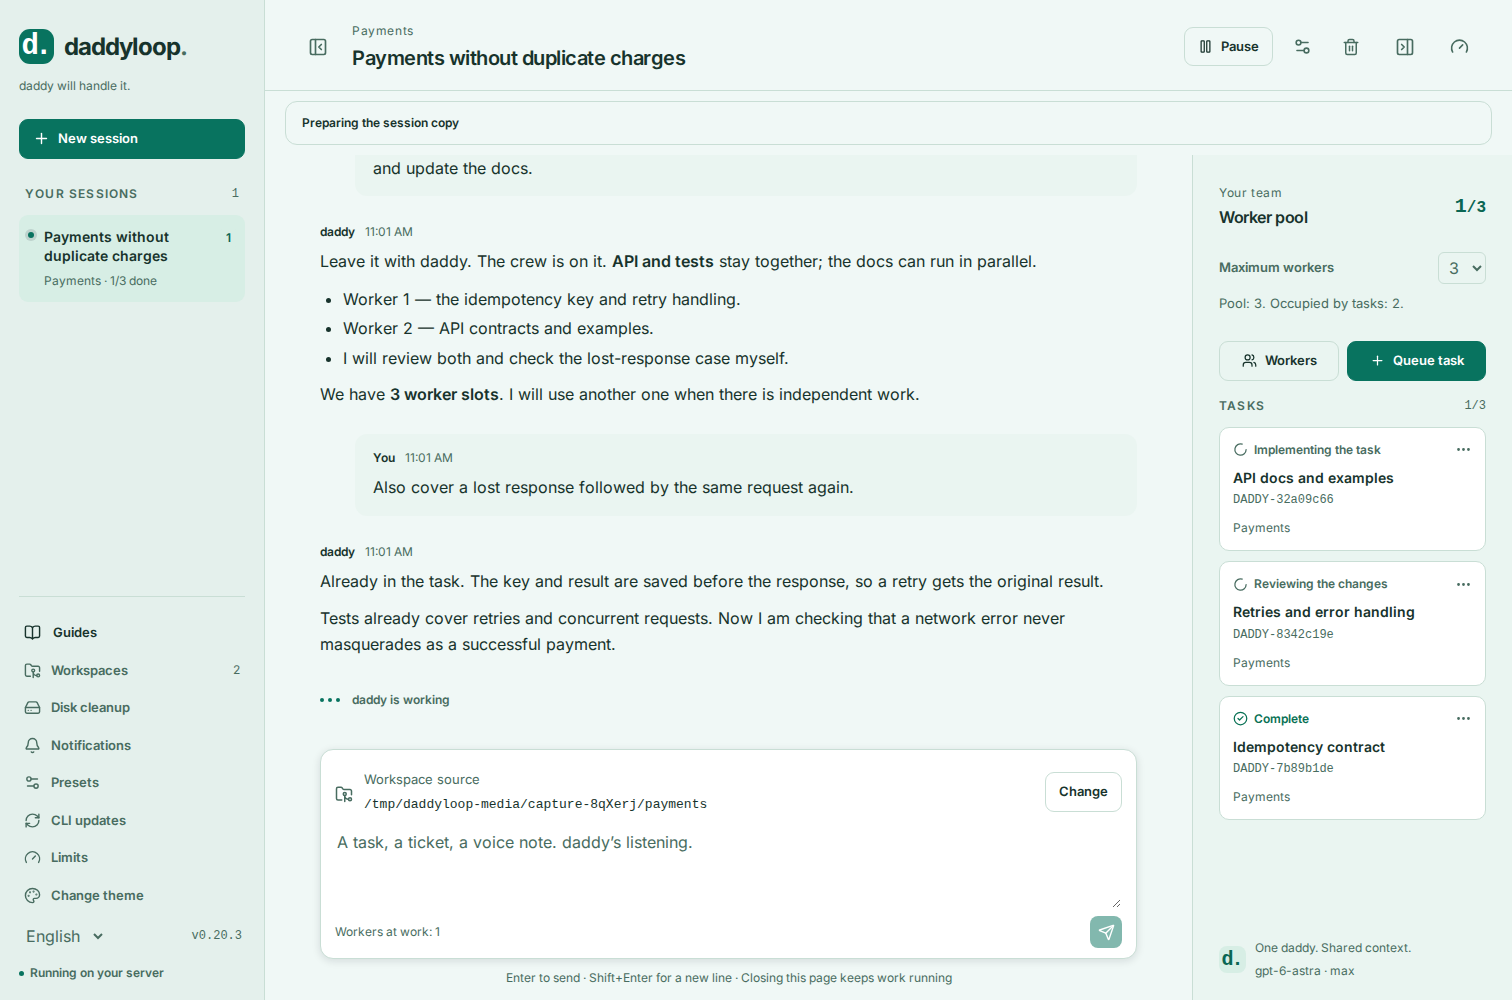 d. daddyloop.
daddy will handle it.
New session
YOUR SESSIONS 1
Payments without duplicate charges 1
Payments · 1/3 done
Guides
Workspaces 2
Disk cleanup
Notifications
Presets
CLI updates
Limits
Change theme
English v0.20.3
Running on your server
Payments
Payments without duplicate charges
Pause
Preparing the session copy
and update the docs.
daddy 11:01 AM
Leave it with daddy. The crew is on it. API and tests stay together; the docs can run in parallel.
• Worker 1 — the idempotency key and retry handling.
• Worker 2 — API contracts and examples.
• I will review both and check the lost-response case myself.
We have 3 worker slots. I will use another one when there is independent work.
You 11:01 AM
Also cover a lost response followed by the same request again.
daddy 11:01 AM
Already in the task. The key and result are saved before the response, so a retry gets the original result.
Tests already cover retries and concurrent requests. Now I am checking that a network error never
masquerades as a successful payment.
daddy is working
Workspace source
/tmp/daddyloop-media/capture-8qXerj/payments
Change
A task, a ticket, a voice note. daddy’s listening.
Workers at work: 1
Enter to send · Shift+Enter for a new line · Closing this page keeps work running
Your team
Worker pool 1/3
Maximum workers 3
Pool: 3. Occupied by tasks: 2.
Workers
Queue task
TASKS 1/3
Implementing the task
API docs and examples
DADDY-32a09c66
Payments
Reviewing the changes
Retries and error handling
DADDY-8342c19e
Payments
Complete
Idempotency contract
DADDY-7b89b1de
Payments
d. One daddy. Shared context.
gpt-6-astra · max